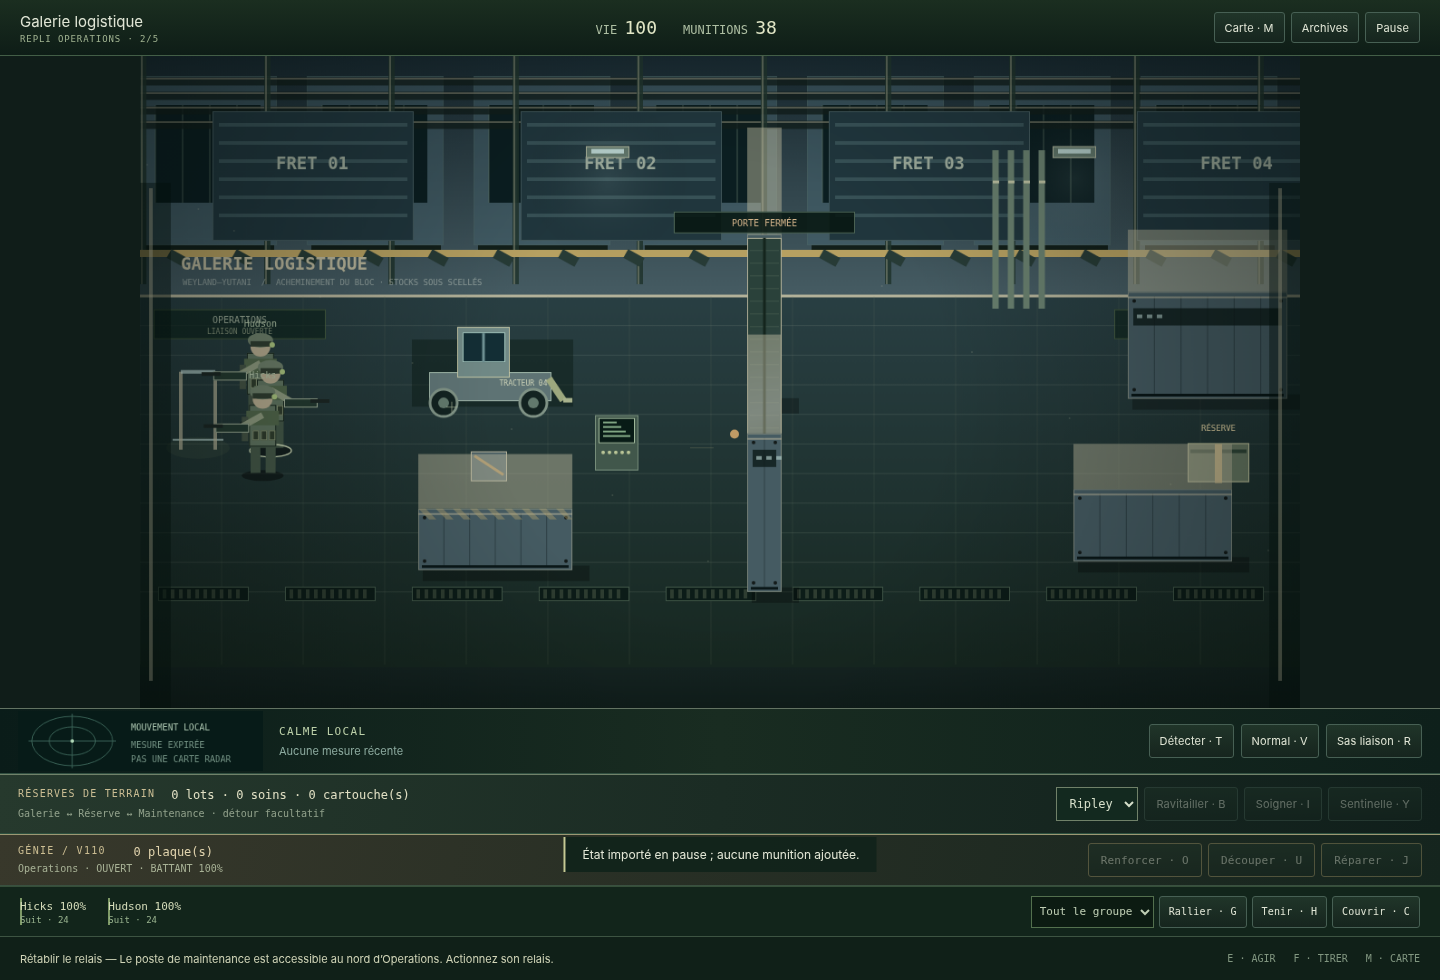 Galerie logistique
REPLI OPERATIONS · 2/5
VIE 100 MUNITIONS 38
Carte · M
Archives
Pause
FRET 01
FRET 02
FRET 03
FRET 04
PORTE FERMÉE
GALERIE LOGISTIQUE
WEYLAND-YUTANI / ACHEMINEMENT DU BLOC · STOCKS SOUS SCELLÉS
OPERATIONS
Hudson
LIAISON OUVERTE
Hicks
TRACTEUR 04
RÉSERVE
MOUVEMENT LOCAL
MESURE EXPIRÉE
PAS UNE CARTE RADAR
CALME LOCAL
Aucune mesure récente
Détecter · T
Normal · V
Sas liaison · R
RÉSERVES DE TERRAIN 0 lots · 0 soins · 0 cartouche(s)
Galerie ↔ Réserve ↔ Maintenance · détour facultatif
Ripley
Ravitailler · B
Soigner · I
Sentinelle · Y
GÉNIE / V110 0 plaque(s)
Operations · OUVERT · BATTANT 100%
État importé en pause ; aucune munition ajoutée.
Renforcer · O
Découper · U
Réparer · J
Hicks 100%
Suit · 24
Hudson 100%
Suit · 24
Tout le groupe
Rallier · G
Tenir · H
Couvrir · C
Rétablir le relais — Le poste de maintenance est accessible au nord d'Operations. Actionnez son relais.
E · AGIR F · TIRER M · CARTE